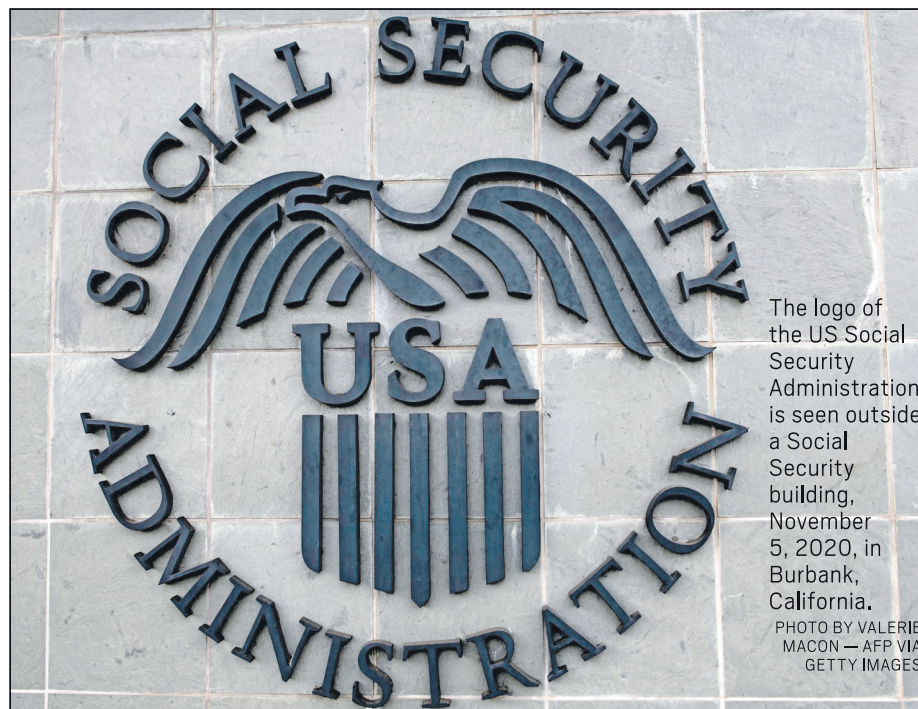 SOCIAL SECURITY
USA
ADMINISTRATION
The logo of
the US Social
Security
Administration
is seen outside
a Social
Security
building,
November
5, 2020, in
Burbank,
California.
PHOTO BY VALERIE
MACON — AFP VIA
GETTY IMAGES